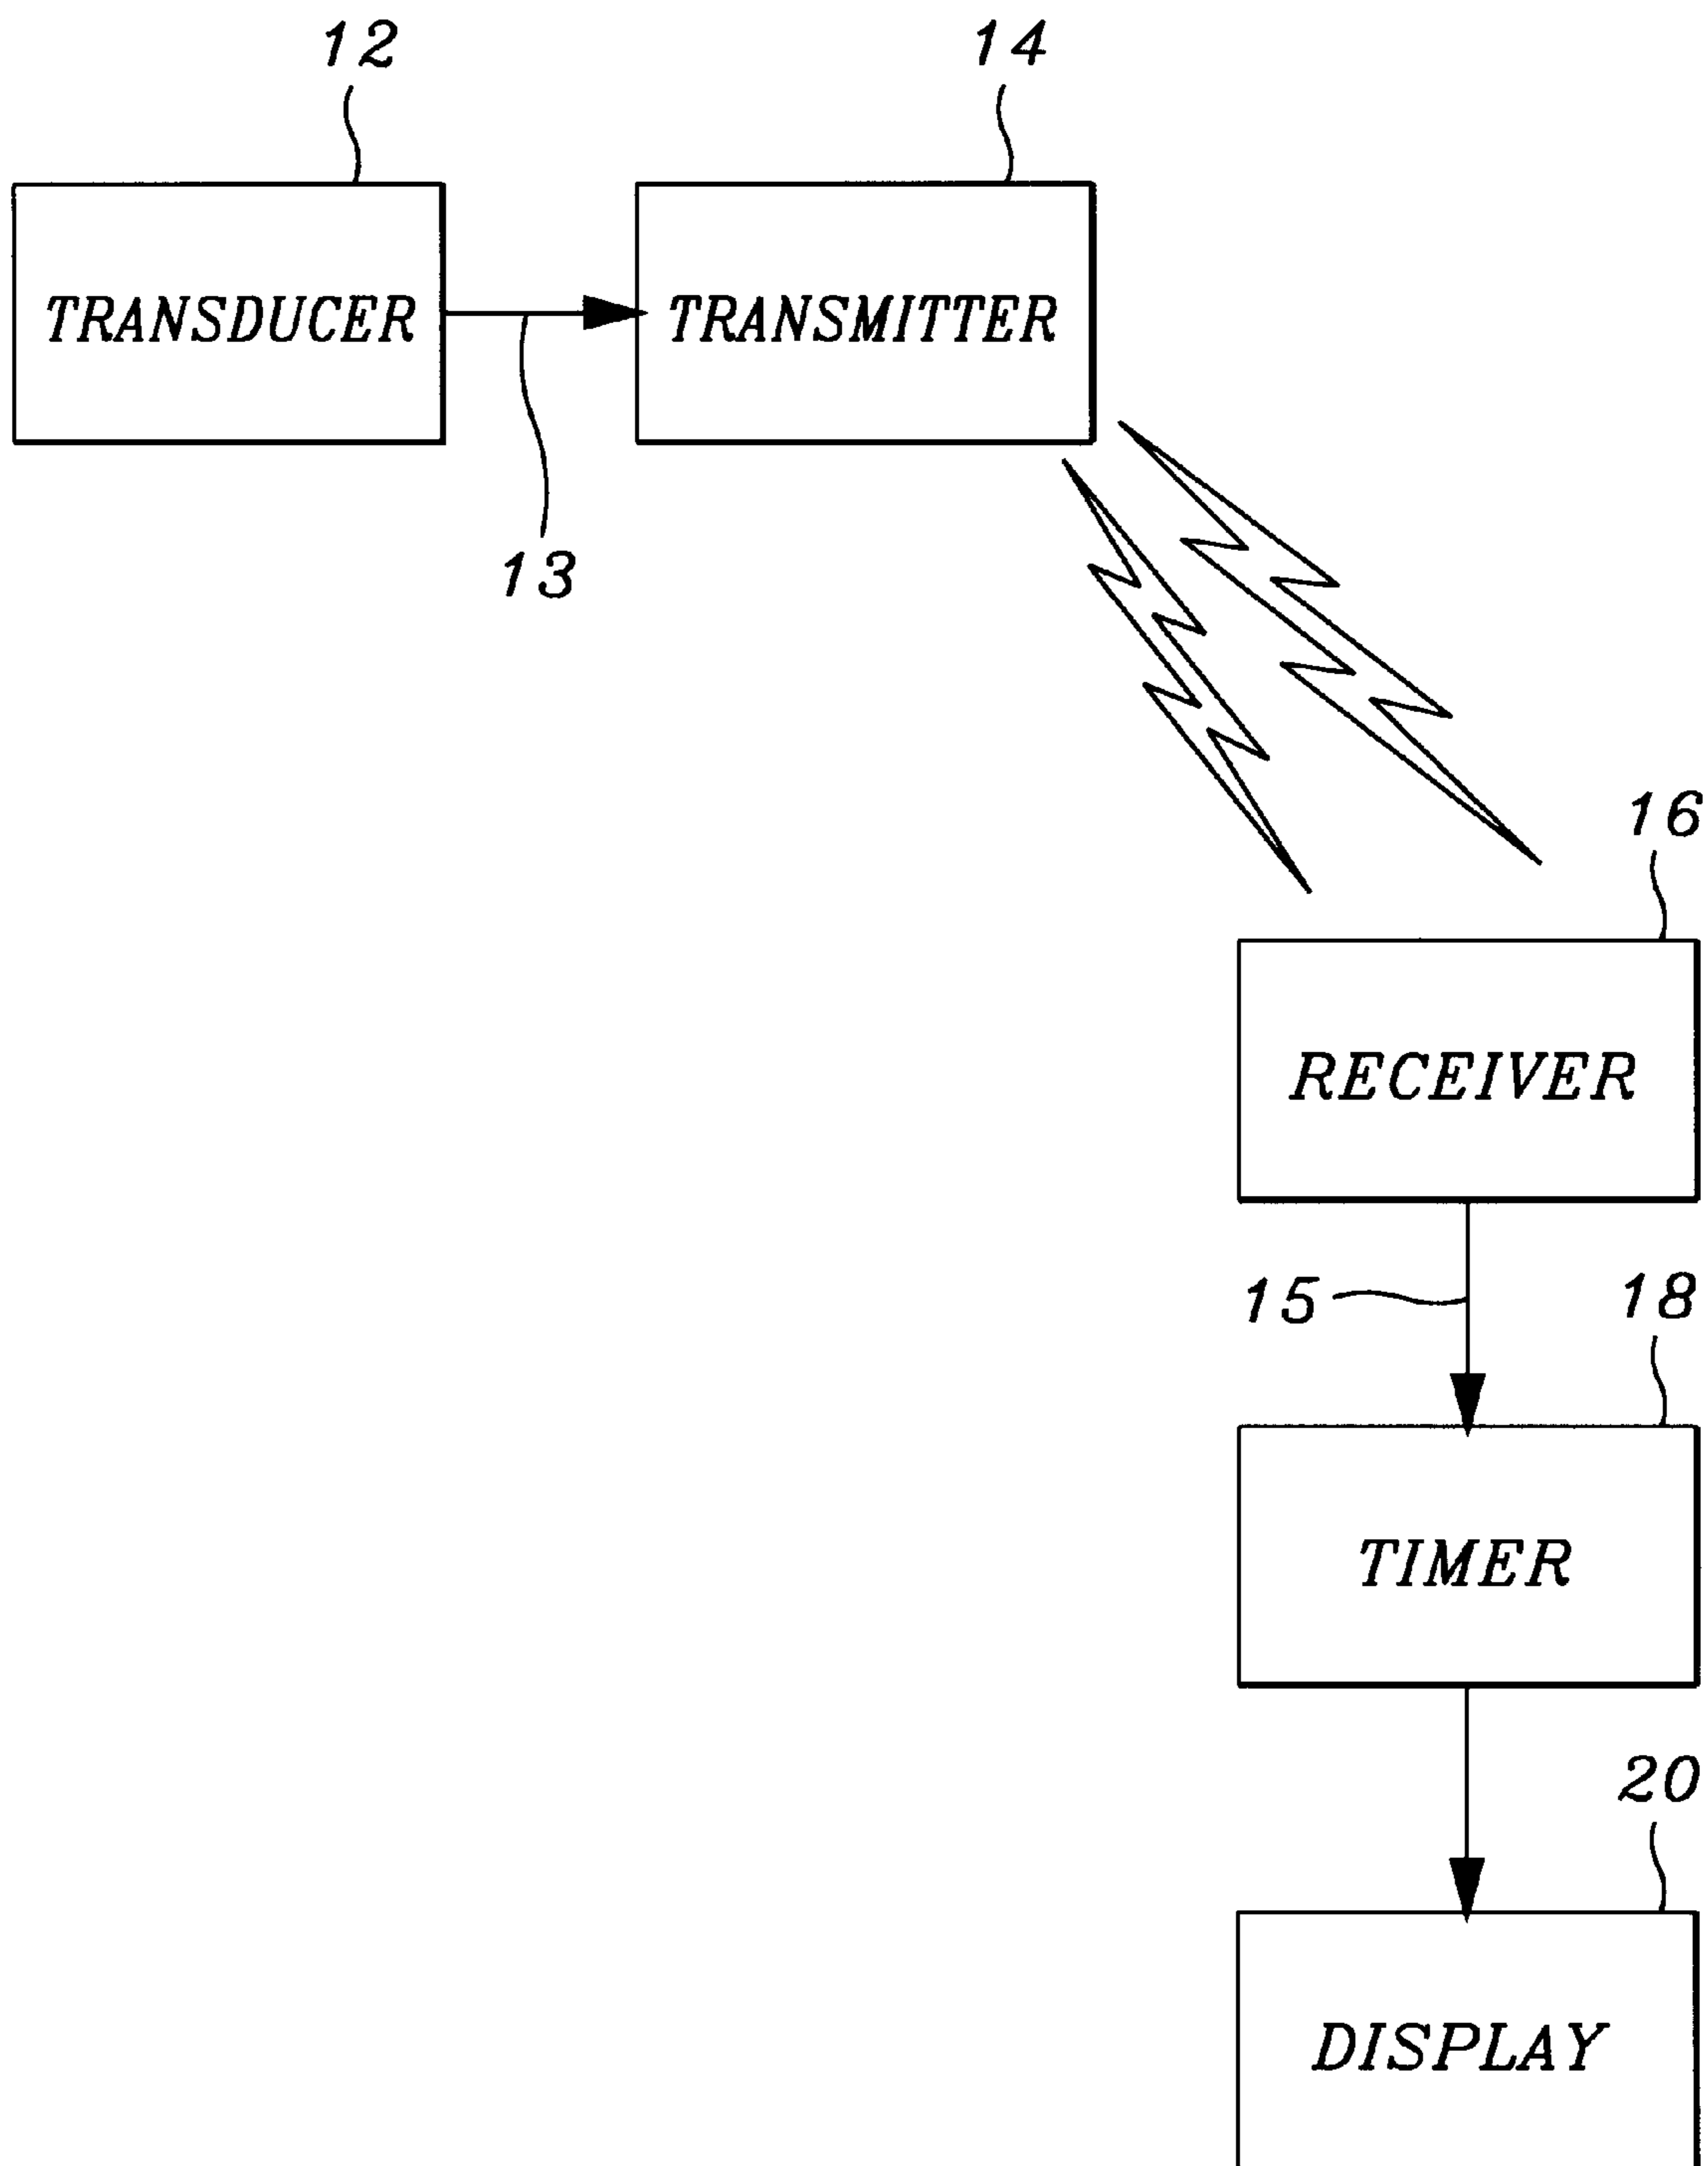 12
14
TRANSDUCER
TRANSMITTER
13
16
RECEIVER
15
18
TIMER
20
DISPLAY